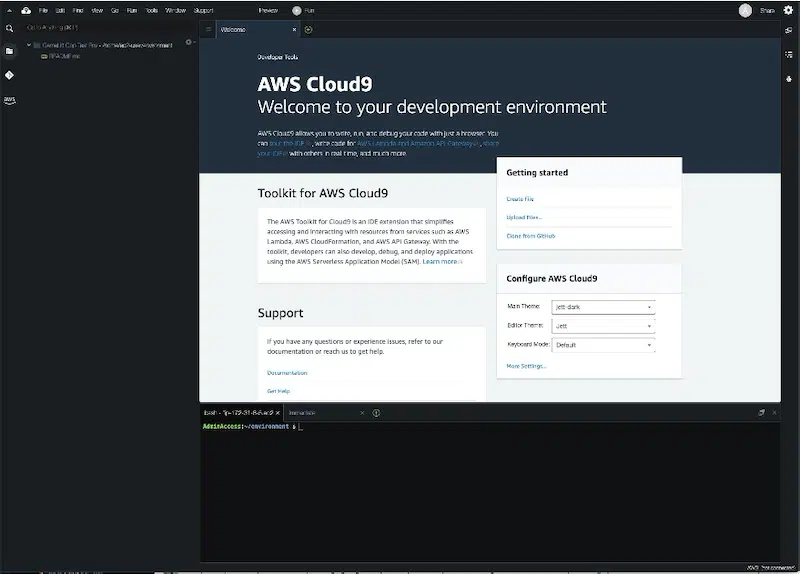 File Edit Find View Go Run Tools Window Support Preview Run Share
Go to Anything
Welcome
README.md
aws
Developer Tools
AWS Cloud9
Welcome to your development environment
AWS Cloud9 allows you to write, run, and debug your code with just a browser. You
can tour the IDE, write code for AWS Lambda and Amazon API Gateway, share
your IDE with others in real time, and much more.
Getting started
Create File
Upload Files...
Clone from GitHub
Toolkit for AWS Cloud9
The AWS Toolkit for Cloud9 is an IDE extension that simplifies
accessing and interacting with resources from services such as AWS
Lambda, AWS CloudFormation, and AWS API Gateway. With the
toolkit, developers can also develop, debug, and deploy applications
using the AWS Serverless Application Model (SAM). Learn more
Configure AWS Cloud9
Main Theme: jett-dark
Editor Theme: Jett
Keyboard Mode: Default
More Settings...
Support
If you have any questions or experience issues, refer to our
documentation or reach us to get help.
Documentation
Get Help
bash - Immediate
AdminAccess:~/environment $
AWS: (not connected)